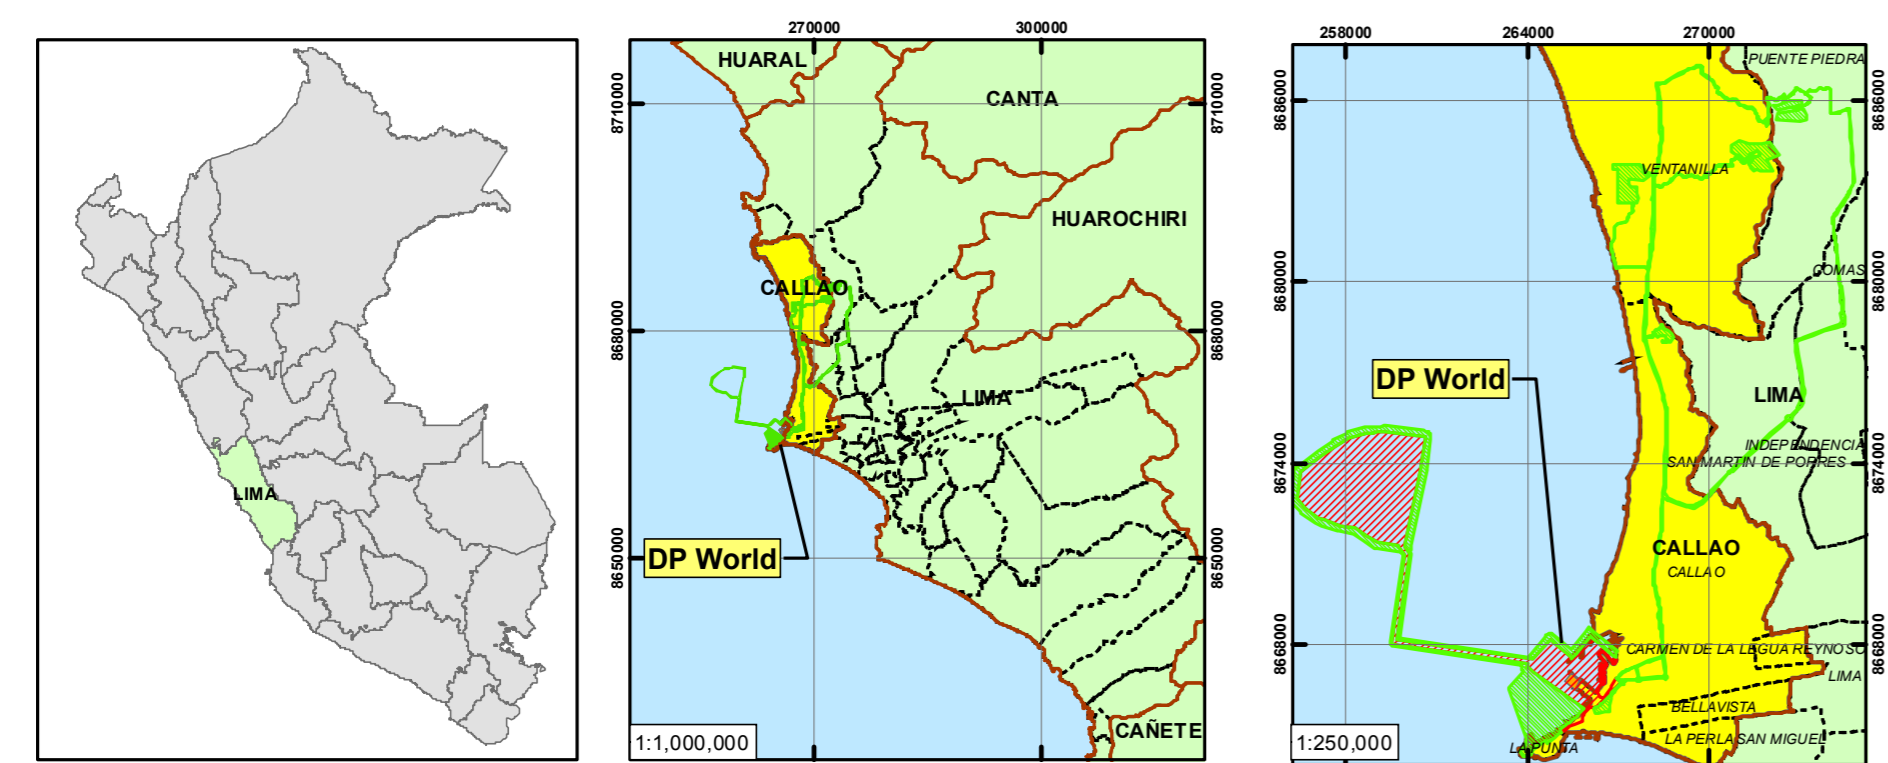 LIMA
270000
300000
8710000
8710000
HUARAL
CANTA
HUAROCHIRI
CALLAO
8680000
8680000
LIMA
DP World
8650000
8650000
CAÑETE
1:1,000,000
258000
264000
270000
PUENTE PIEDRA
8686000
8686000
VENTANILLA
COMAS
8680000
8680000
DP World
LIMA
INDEPENDENCIA
SAN MARTIN DE PORRES
8674000
8674000
CALLAO
CALLAO
8668000
8668000
CARMEN DE LA LEGUA REYNOSO
LIMA
BELLAVISTA
LA PERLA
SAN MIGUEL
LA PUNTA
1:250,000